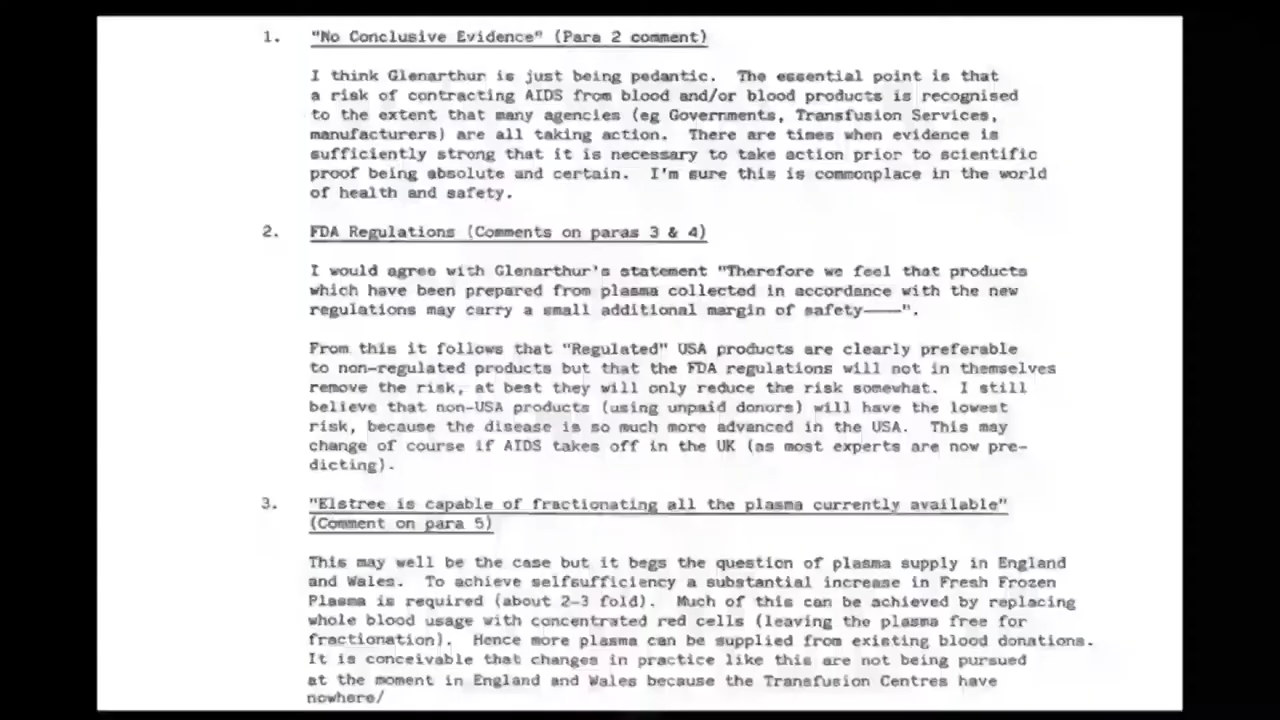 1. "No Conclusive Evidence" (Para 2 comment)
I think Glenarthur is just being pedantic. The essential point is that
a risk of contracting AIDS from blood and/or blood products is recognised
to the extent that many agencies (eg Governments, Transfusion Services,
manufacturers) are all taking action. There are times when evidence is
sufficiently strong that it is necessary to take action prior to scientific
proof being absolute and certain. I'm sure this is commonplace in the world
of health and safety.
2. FDA Regulations (Comments on paras 3 & 4)
I would agree with Glenarthur's statement "Therefore we feel that products
which have been prepared from plasma collected in accordance with the new
regulations may carry a small additional margin of safety——".
From this it follows that "Regulated" USA products are clearly preferable
to non-regulated products but that the FDA regulations will not in themselves
remove the risk, at best they will only reduce the risk somewhat. I still
believe that non-USA products (using unpaid donors) will have the lowest
risk, because the disease is so much more advanced in the USA. This may
change of course if AIDS takes off in the UK (as most experts are now pre-
dicting).
3. "Elstree is capable of fractionating all the plasma currently available"
(Comment on para 5)
This may well be the case but it begs the question of plasma supply in England
and Wales. To achieve selfsufficiency a substantial increase in Fresh Frozen
Plasma is required (about 2-3 fold). Much of this can be achieved by replacing
whole blood usage with concentrated red cells (leaving the plasma free for
fractionation). Hence more plasma can be supplied from existing blood donations.
It is conceivable that changes in practice like this are not being pursued
at the moment in England and Wales because the Transfusion Centres have
nowhere/